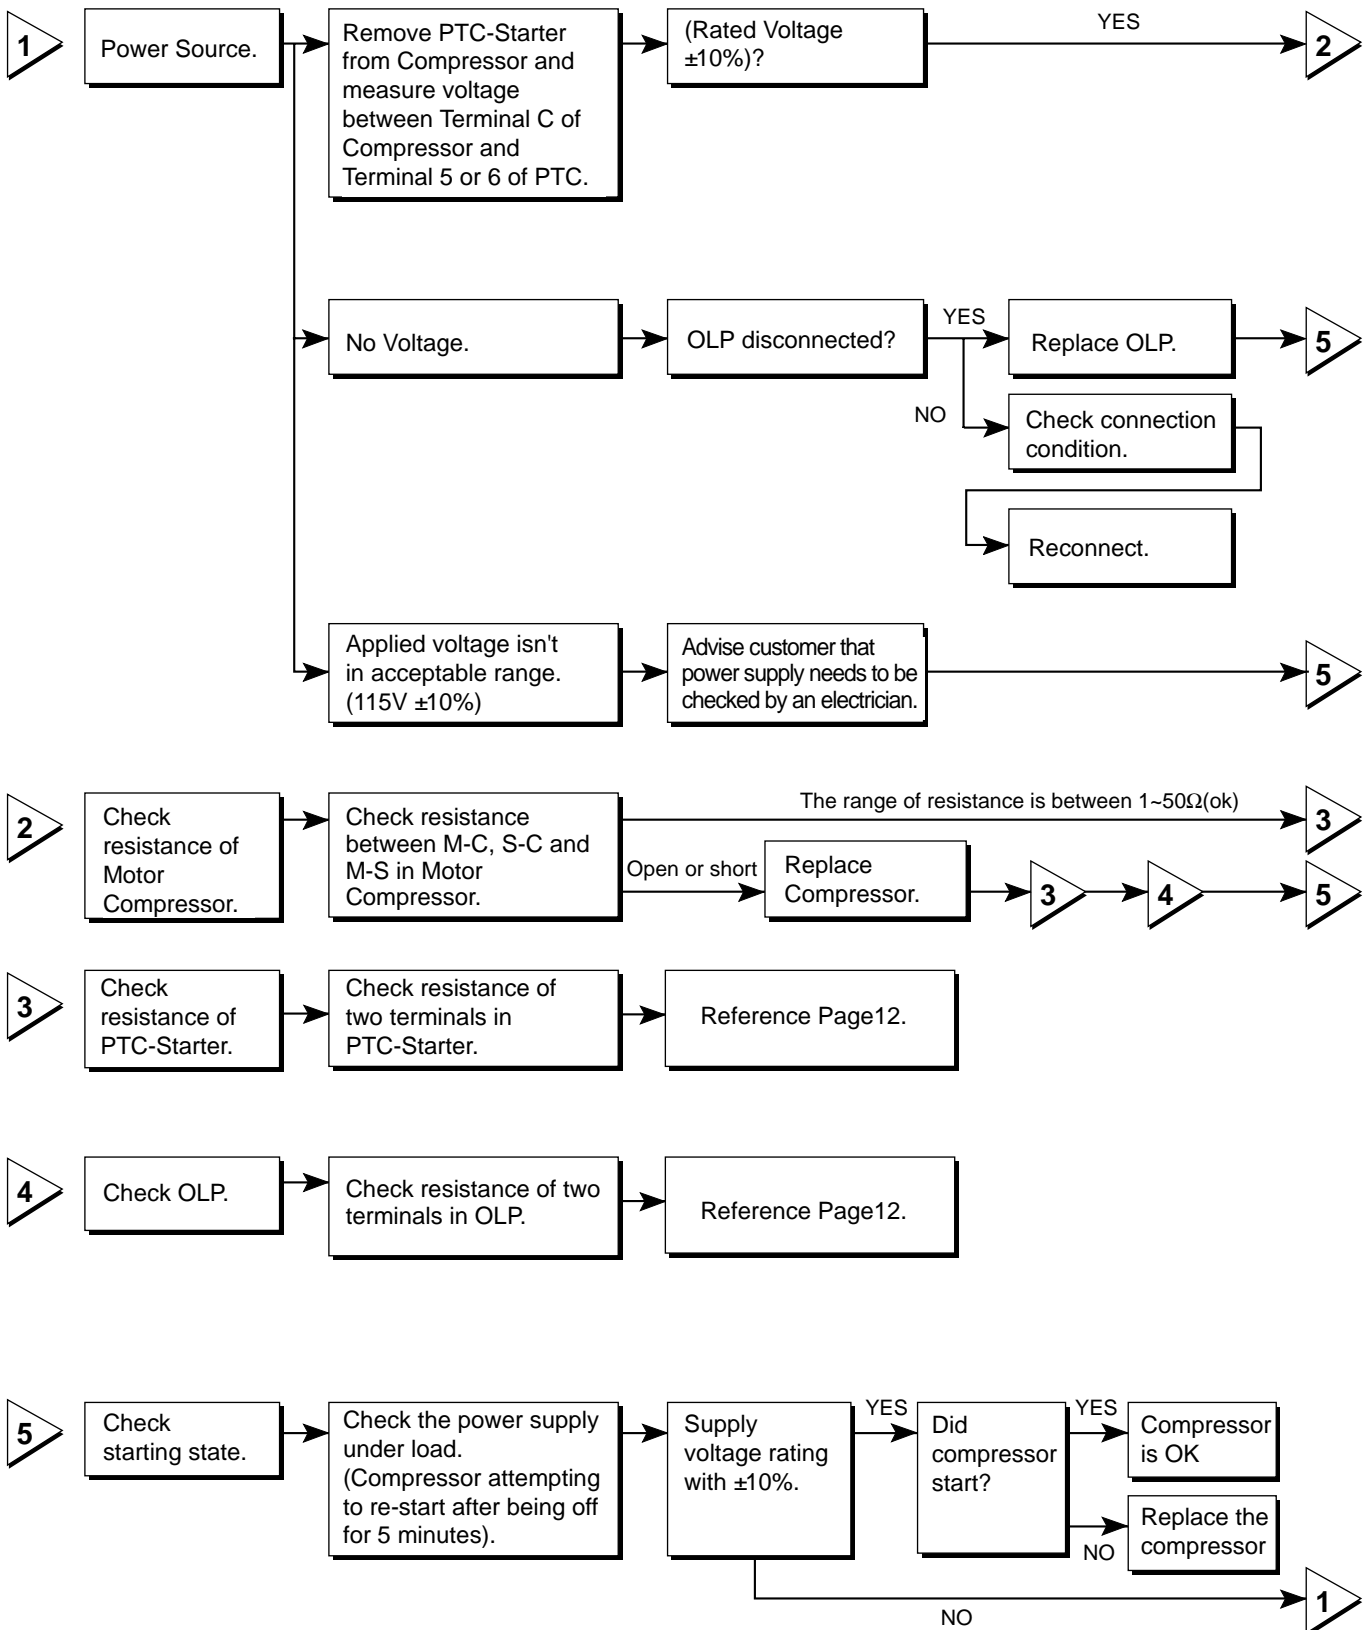 1
Power Source.
Remove PTC-Starter
from Compressor and
measure voltage
between Terminal C of
Compressor and
Terminal 5 or 6 of PTC.
(Rated Voltage
±10%)?
YES
2
No Voltage.
OLP disconnected?
YES
Replace OLP.
5
NO
Check connection
condition.
Reconnect.
Applied voltage isn't
in acceptable range.
(115V ±10%)
Advise customer that
power supply needs to be
checked by an electrician.
5
2
Check
resistance of
Motor
Compressor.
Check resistance
between M-C, S-C and
M-S in Motor
Compressor.
The range of resistance is between 1~50Ω(ok)
3
Open or short
Replace
Compressor.
3
4
5
3
Check
resistance of
PTC-Starter.
Check resistance of
two terminals in
PTC-Starter.
Reference Page12.
4
Check OLP.
Check resistance of two
terminals in OLP.
Reference Page12.
5
Check
starting state.
Check the power supply
under load.
(Compressor attempting
to re-start after being off
for 5 minutes).
Supply
voltage rating
with ±10%.
YES
Did
compressor
start?
YES
Compressor
is OK
NO
Replace the
compressor
NO
1